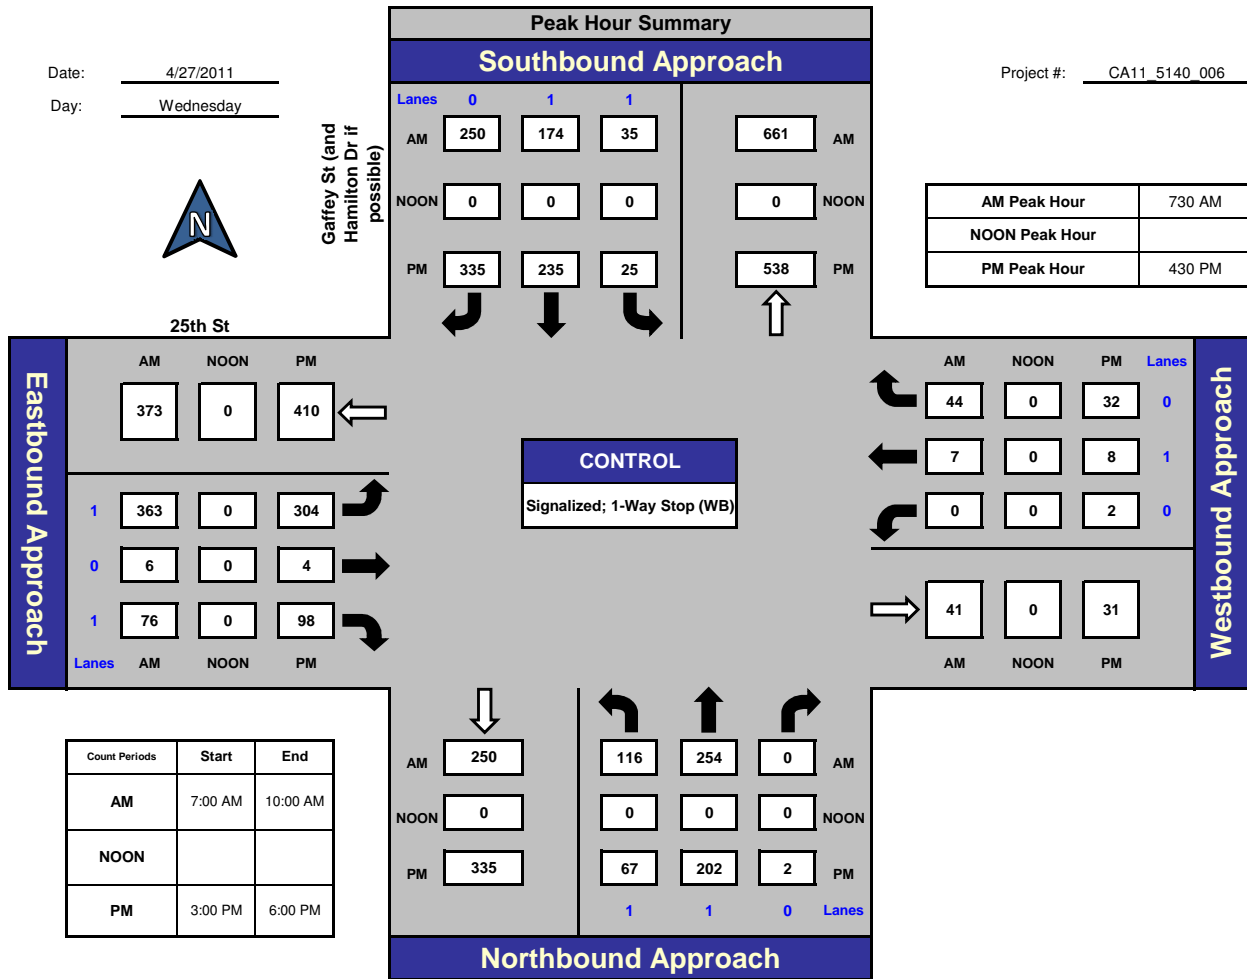 Peak Hour Summary
Southbound Approach
Date: 4/27/2011
Day: Wednesday
Project #: CA11_5140_006
N
Gaffey St (and
Hamilton Dr if
possible)
Lanes 0 1 1
AM 250 174 35 661 AM
NOON 0 0 0 0 NOON
PM 335 235 25 538 PM
AM Peak Hour 730 AM
NOON Peak Hour
PM Peak Hour 430 PM
25th St
Eastbound Approach
AM NOON PM
373 0 410
1 363 0 304
0 6 0 4
1 76 0 98
Lanes AM NOON PM
CONTROL
Signalized; 1-Way Stop (WB)
AM NOON PM Lanes
44 0 32 0
7 0 8 1
0 0 2 0
41 0 31
AM NOON PM
Westbound Approach
Count Periods Start End
AM 7:00 AM 10:00 AM
NOON
PM 3:00 PM 6:00 PM
AM 250 116 254 0 AM
NOON 0 0 0 0 NOON
PM 335 67 202 2 PM
1 1 0 Lanes
Northbound Approach